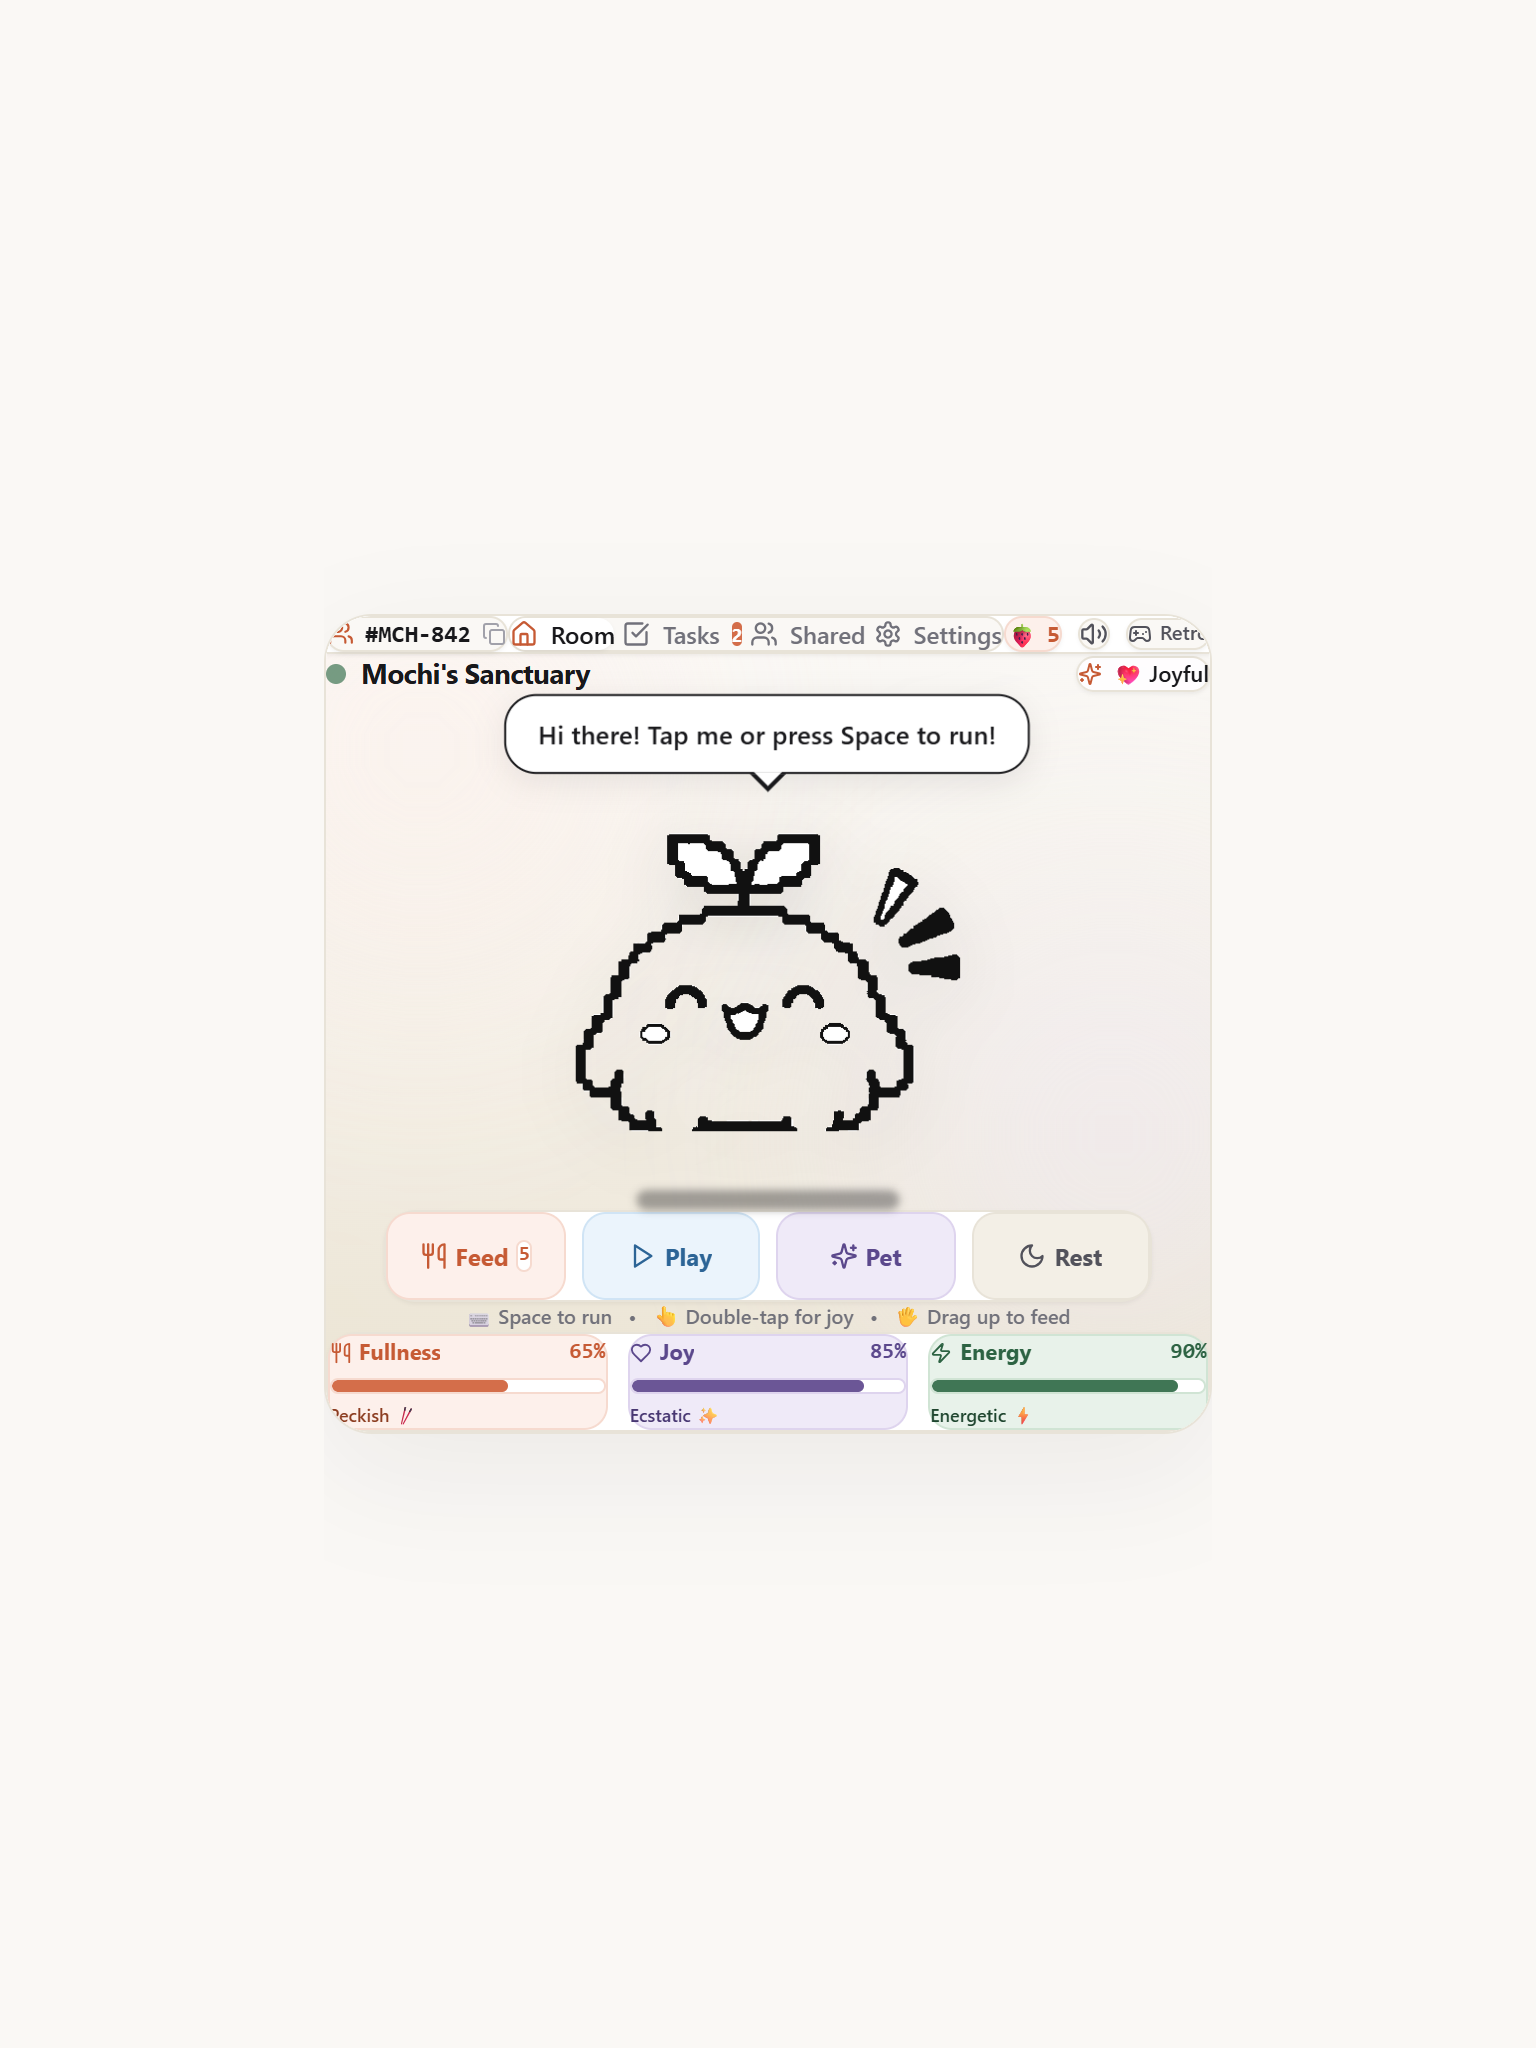 #MCH-842 Room Tasks 2 Shared Settings 5 Retro
Mochi's Sanctuary
Joyful
Hi there! Tap me or press Space to run!
Feed 5 Play Pet Rest
Space to run • Double-tap for joy • Drag up to feed
Fullness 65% Joy 85% Energy 90%
Peckish Ecstatic Energetic